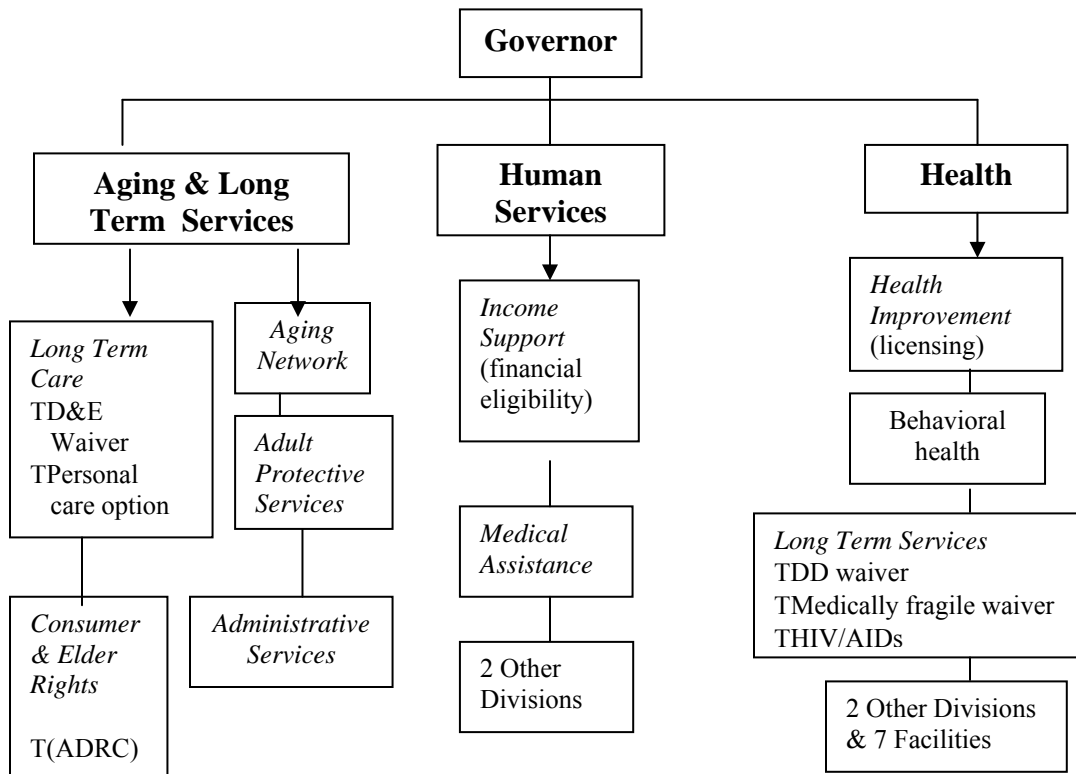 Governor
Aging & Long
Term Services
Human
Services
Health
Long Term
Care
TD&E
Waiver
TPersonal
care option
Consumer
& Elder
Rights
T(ADRC)
Aging
Network
Adult
Protective
Services
Administrative
Services
Income
Support
(financial
eligibility)
Medical
Assistance
2 Other
Divisions
Health
Improvement
(licensing)
Behavioral
health
Long Term Services
TDD waiver
TMedically fragile waiver
THIV/AIDs
2 Other Divisions
& 7 Facilities